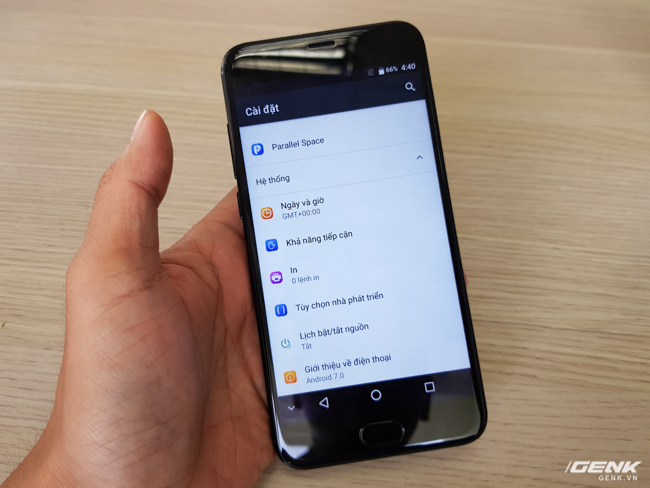 66% 4:40
Cài đặt
Parallel Space
Hệ thống
Ngày và giờ
GMT+00:00
Khả năng tiếp cận
In
0 lệnh in
Tùy chọn nhà phát triển
Lịch bật/tắt nguồn
Tắt
Giới thiệu về điện thoại
Android 7.0
GENK
GENK.VN